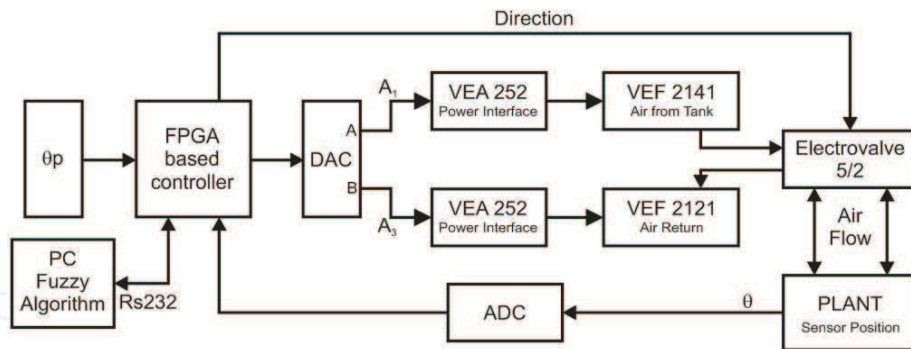 Direction
A₁
VEA 252
Power Interface
VEF 2141
Air from Tank
θp
FPGA
based
controller
DAC
A
B
Electrovalve
5/2
A₃
VEA 252
Power Interface
VEF 2121
Air Return
Air
Flow
PC
Fuzzy
Algorithm
Rs232
ADC
θ
PLANT
Sensor Position